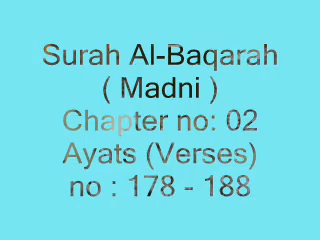 Surah Al-Baqarah
( Madni )
Chapter no: 02
Ayats (Verses)
no : 178 - 188